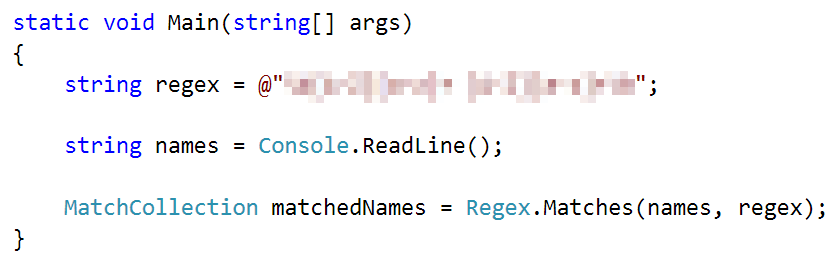 static void Main(string[] args)
{
string regex = @"";
string names = Console.ReadLine();
MatchCollection matchedNames = Regex.Matches(names, regex);
}